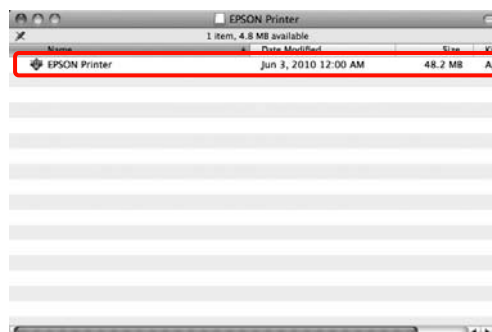 EPSON Printer
1 item, 4.8 MB available
Name Date Modified Size
EPSON Printer Jun 3, 2010 12:00 AM 48.2 MB A